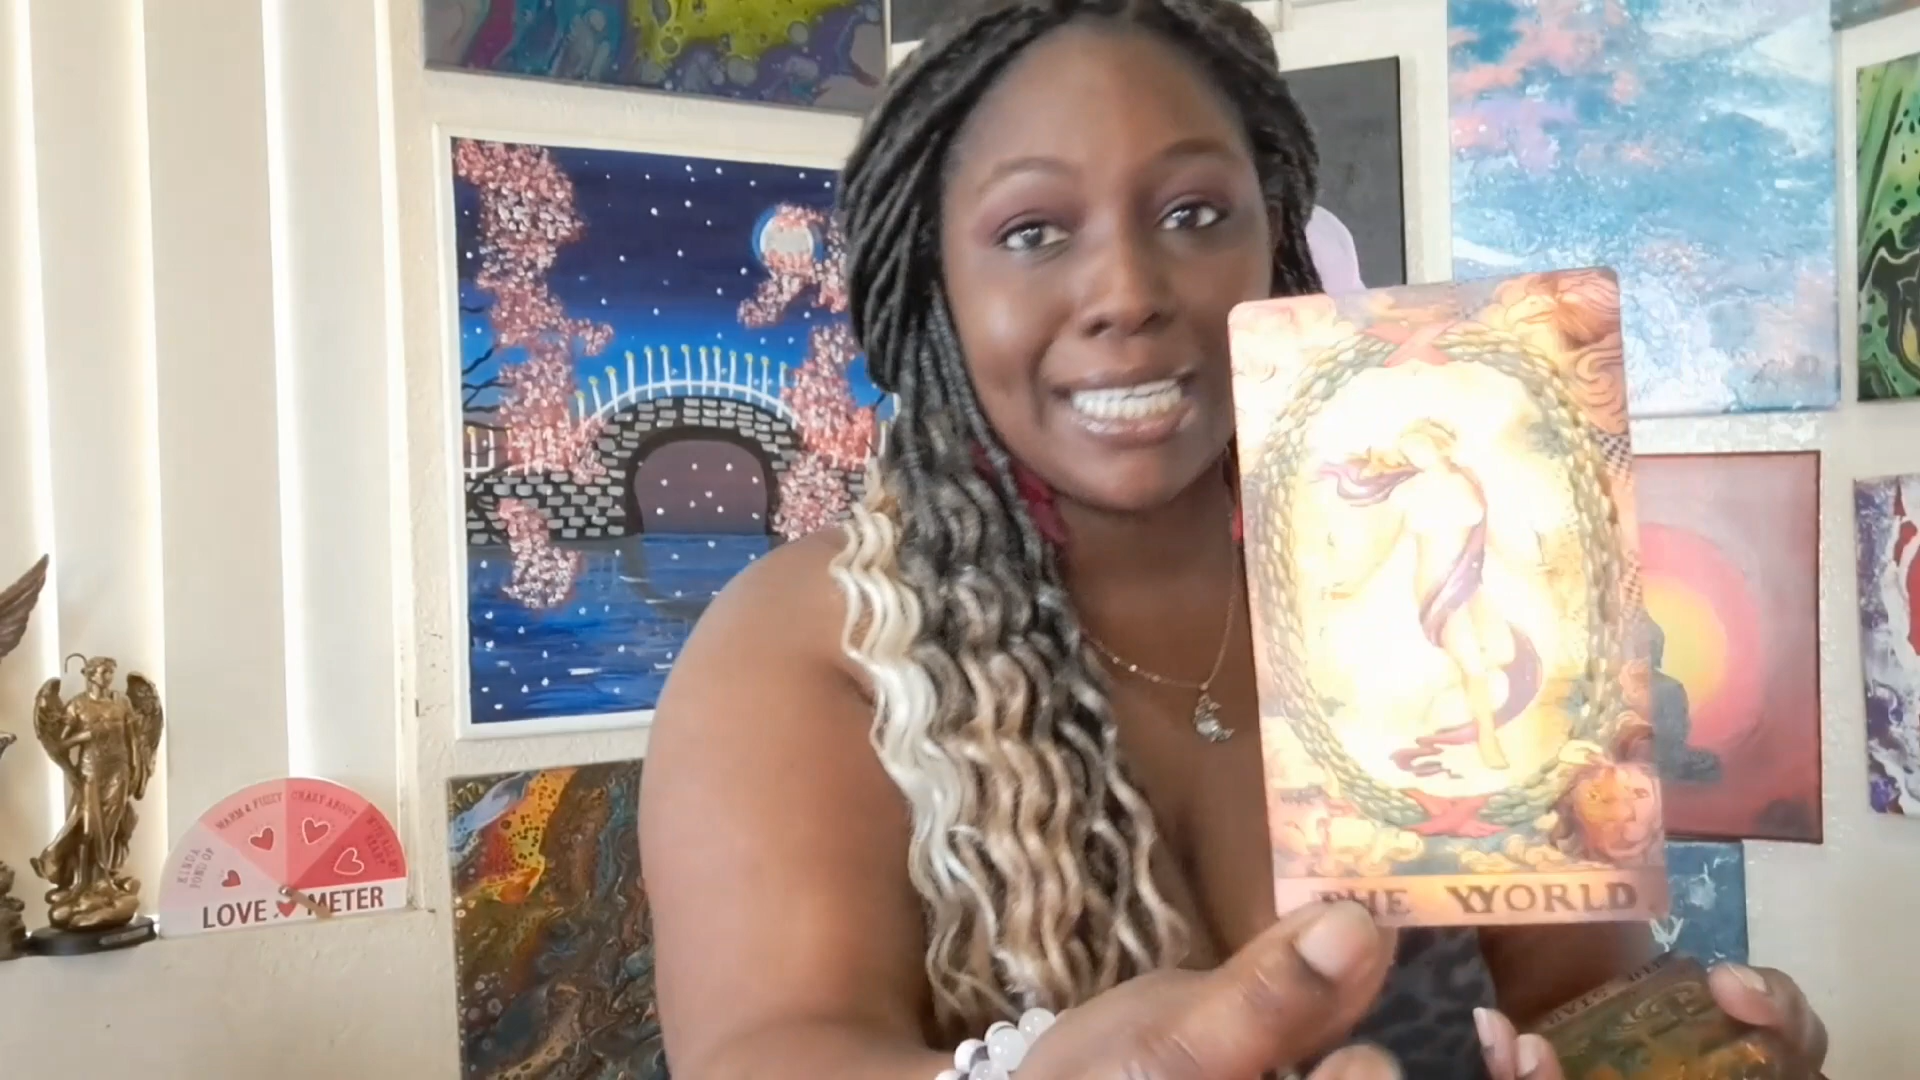 WARM & FUZZY
CRAZY ABOUT
KINDA
FOND OF
LOVE METER
THE WORLD